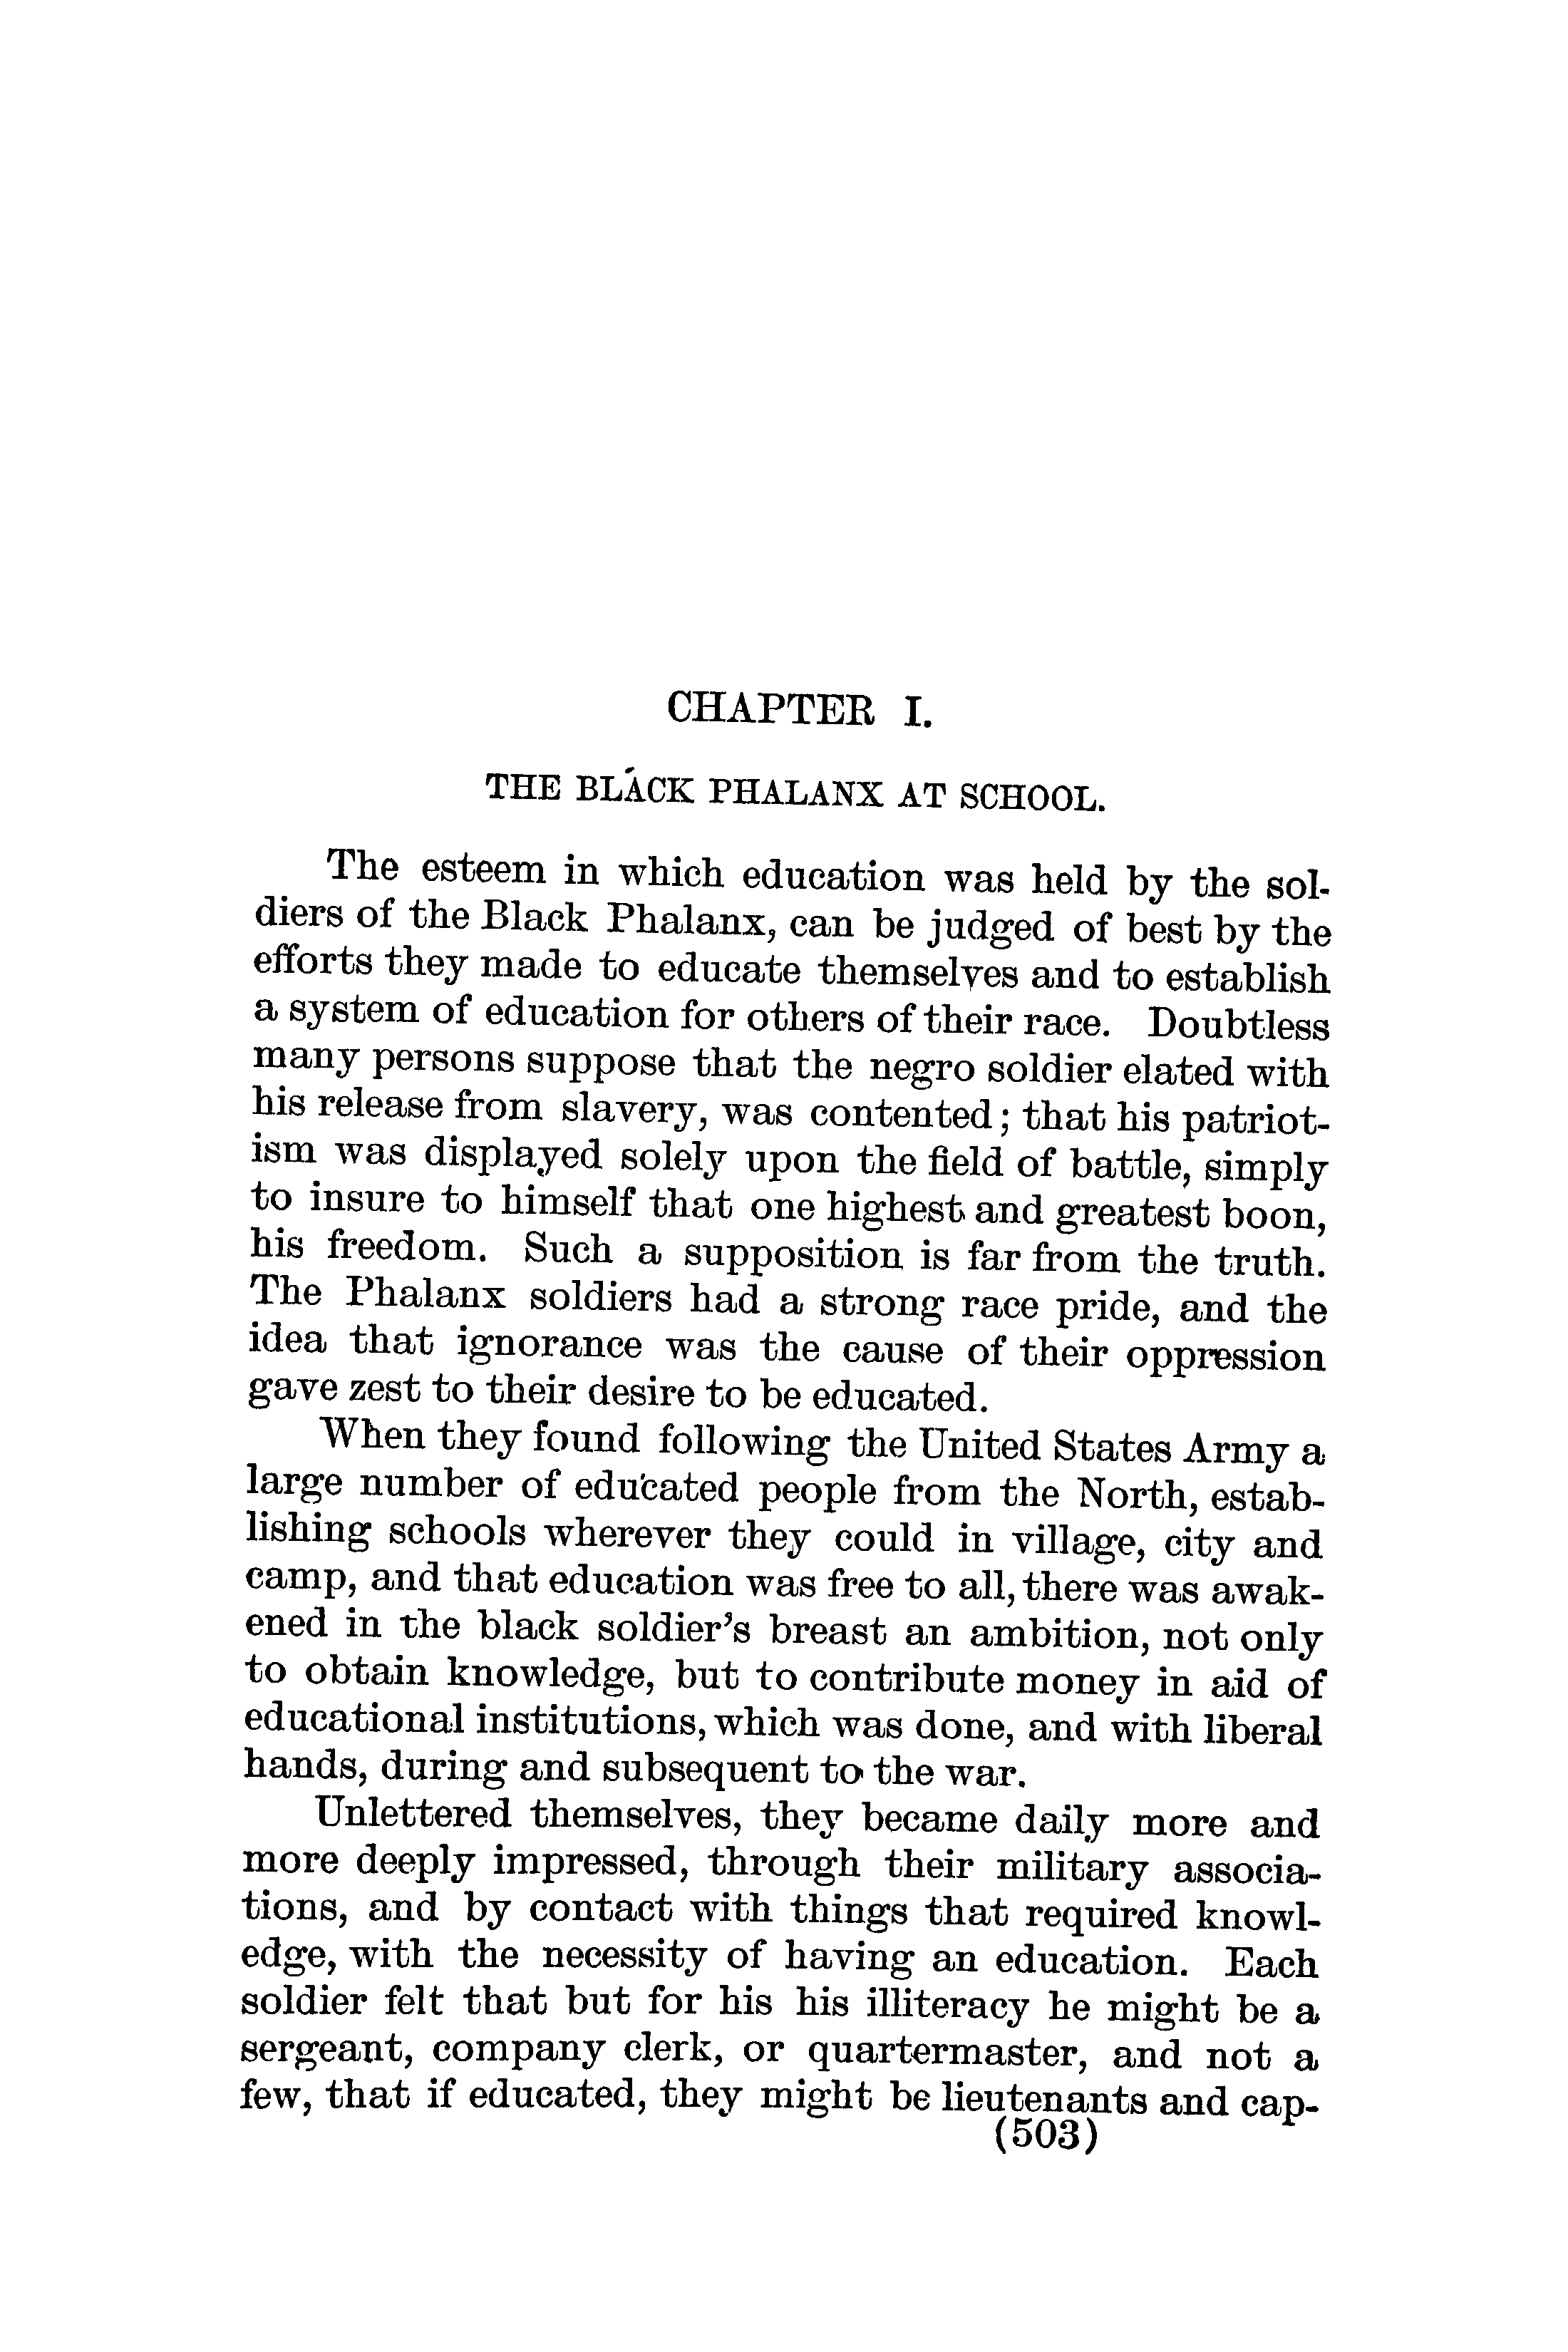 CHAPTER I.
THE BLACK PHALANX AT SCHOOL.
The esteem in which education was held by the sol-
diers of the Black Phalanx, can be judged of best by the
efforts they made to educate themselves and to establish
a system of education for others of their race. Doubtless
many persons suppose that the negro soldier elated with
his release from slavery, was contented; that his patriot-
ism was displayed solely upon the field of battle, simply
to insure to himself that one highest and greatest boon,
his freedom. Such a supposition is far from the truth.
The Phalanx soldiers had a strong race pride, and the
idea that ignorance was the cause of their oppression
gave zest to their desire to be educated.
When they found following the United States Army a
large number of educated people from the North, estab-
lishing schools wherever they could in village, city and
camp, and that education was free to all, there was awak-
ened in the black soldier's breast an ambition, not only
to obtain knowledge, but to contribute money in aid of
educational institutions, which was done, and with liberal
hands, during and subsequent to the war.
Unlettered themselves, they became daily more and
more deeply impressed, through their military associa-
tions, and by contact with things that required knowl-
edge, with the necessity of having an education. Each
soldier felt that but for his his illiteracy he might be a
sergeant, company clerk, or quartermaster, and not a
few, that if educated, they might be lieutenants and cap-
(503)